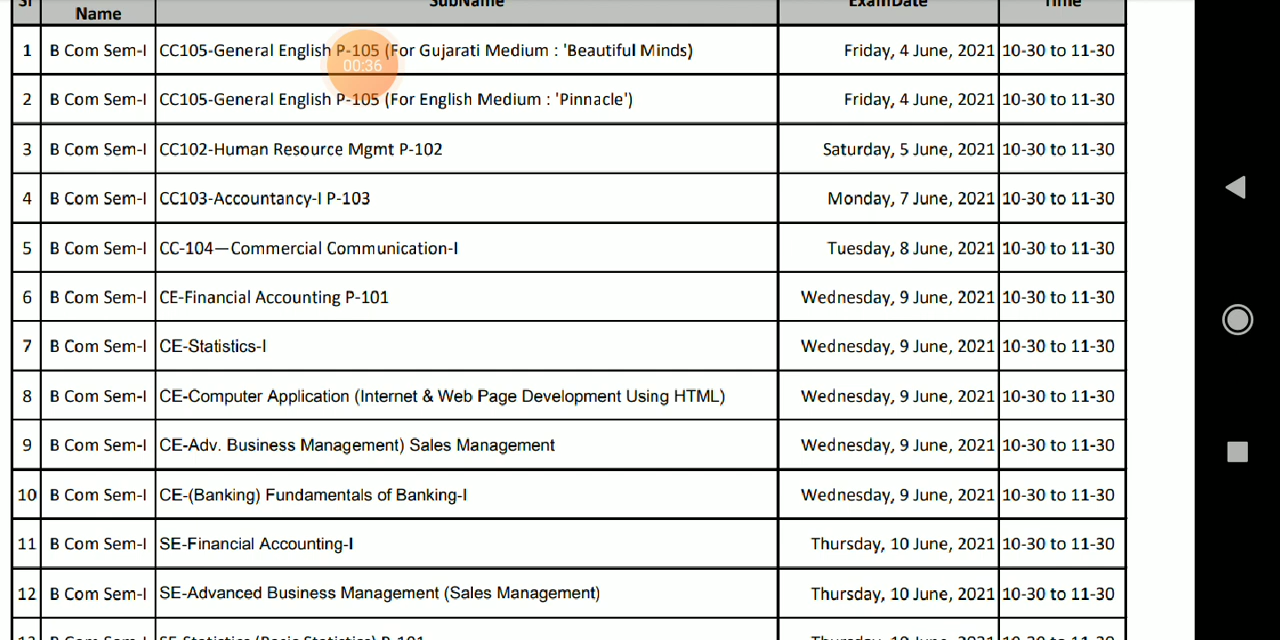 Sr Name SubName ExamDate Time
1 B Com Sem-I CC105-General English P-105 (For Gujarati Medium : 'Beautiful Minds) Friday, 4 June, 2021 10-30 to 11-30
00:36
2 B Com Sem-I CC105-General English P-105 (For English Medium : 'Pinnacle') Friday, 4 June, 2021 10-30 to 11-30
3 B Com Sem-I CC102-Human Resource Mgmt P-102 Saturday, 5 June, 2021 10-30 to 11-30
4 B Com Sem-I CC103-Accountancy-I P-103 Monday, 7 June, 2021 10-30 to 11-30
5 B Com Sem-I CC-104—Commercial Communication-I Tuesday, 8 June, 2021 10-30 to 11-30
6 B Com Sem-I CE-Financial Accounting P-101 Wednesday, 9 June, 2021 10-30 to 11-30
7 B Com Sem-I CE-Statistics-I Wednesday, 9 June, 2021 10-30 to 11-30
8 B Com Sem-I CE-Computer Application (Internet & Web Page Development Using HTML) Wednesday, 9 June, 2021 10-30 to 11-30
9 B Com Sem-I CE-Adv. Business Management) Sales Management Wednesday, 9 June, 2021 10-30 to 11-30
10 B Com Sem-I CE-(Banking) Fundamentals of Banking-I Wednesday, 9 June, 2021 10-30 to 11-30
11 B Com Sem-I SE-Financial Accounting-I Thursday, 10 June, 2021 10-30 to 11-30
12 B Com Sem-I SE-Advanced Business Management (Sales Management) Thursday, 10 June, 2021 10-30 to 11-30